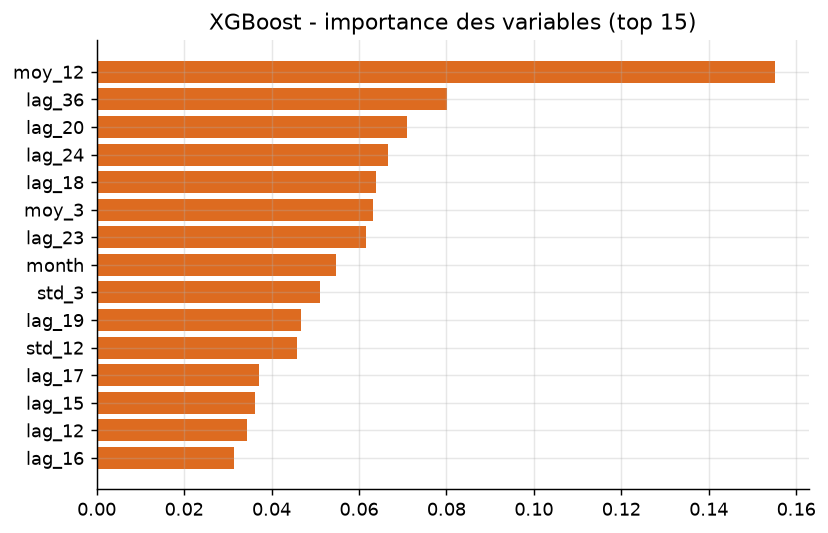 XGBoost - importance des variables (top 15)
moy_12
lag_36
lag_20
lag_24
lag_18
moy_3
lag_23
month
std_3
lag_19
std_12
lag_17
lag_15
lag_12
lag_16
0.00 0.02 0.04 0.06 0.08 0.10 0.12 0.14 0.16